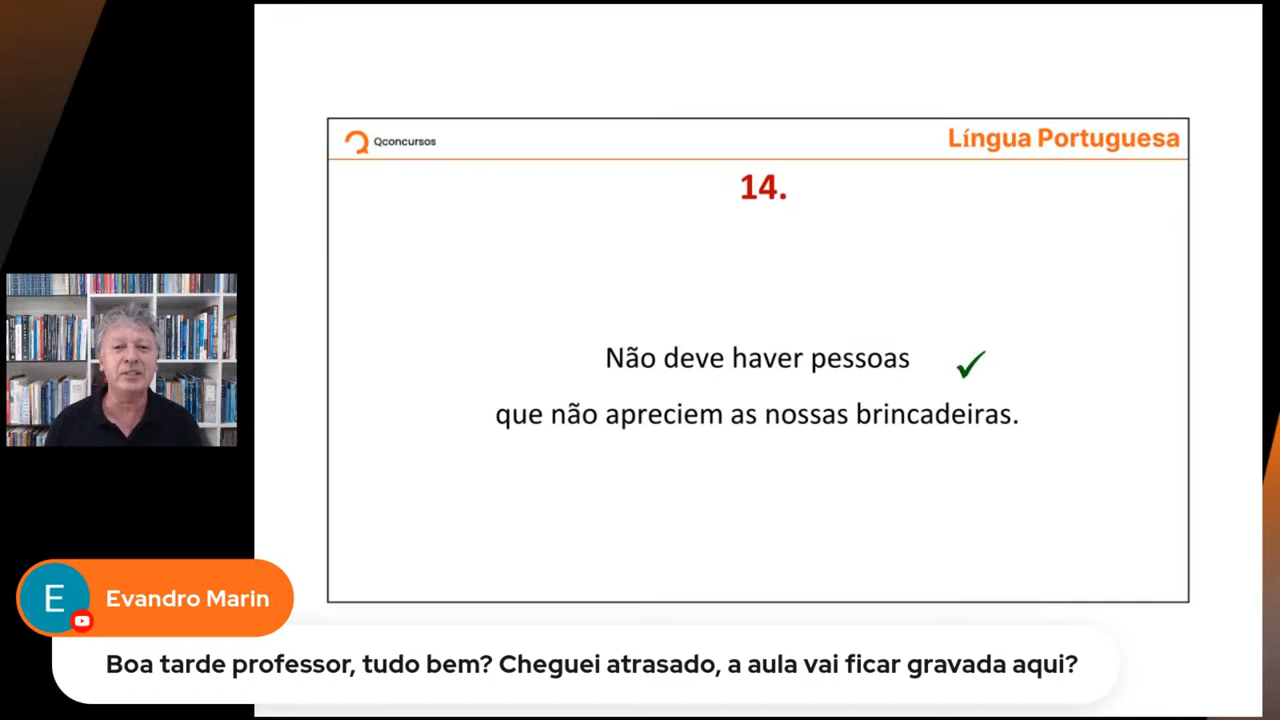 Qconcursos
Língua Portuguesa
14.
Não deve haver pessoas
que não apreciem as nossas brincadeiras.
E
Evandro Marin
Boa tarde professor, tudo bem? Cheguei atrasado, a aula vai ficar gravada aqui?